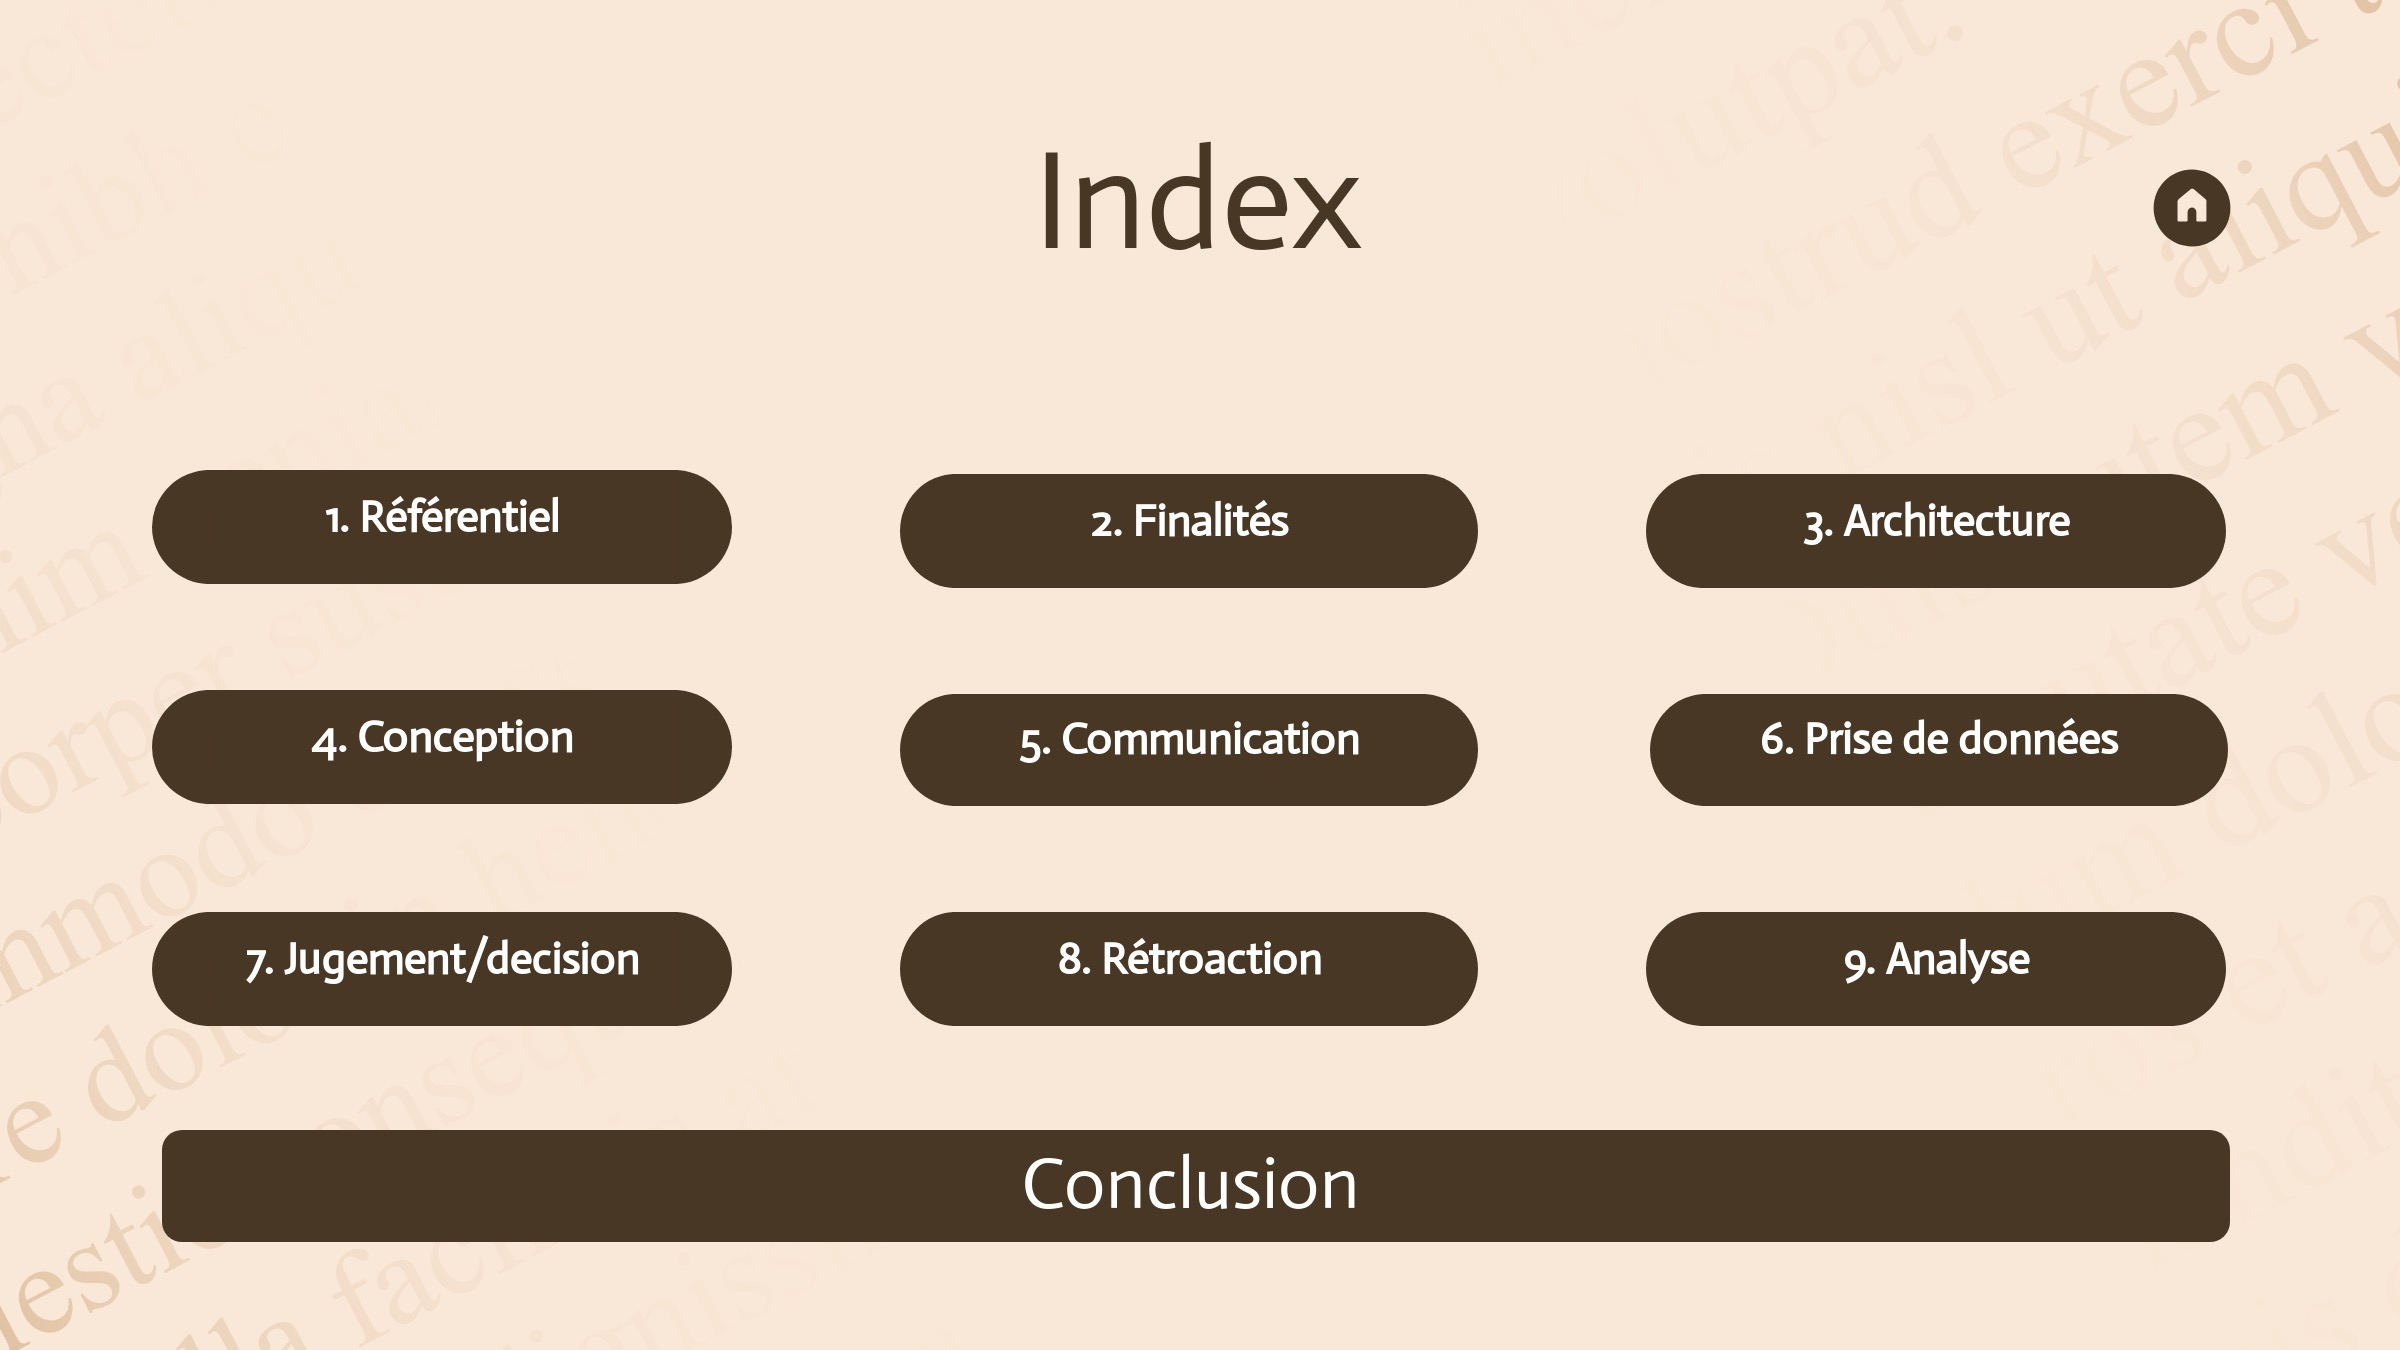 Index
1. Référentiel
2. Finalités
3. Architecture
4. Conception
5. Communication
6. Prise de données
7. Jugement/decision
8. Rétroaction
9. Analyse
Conclusion